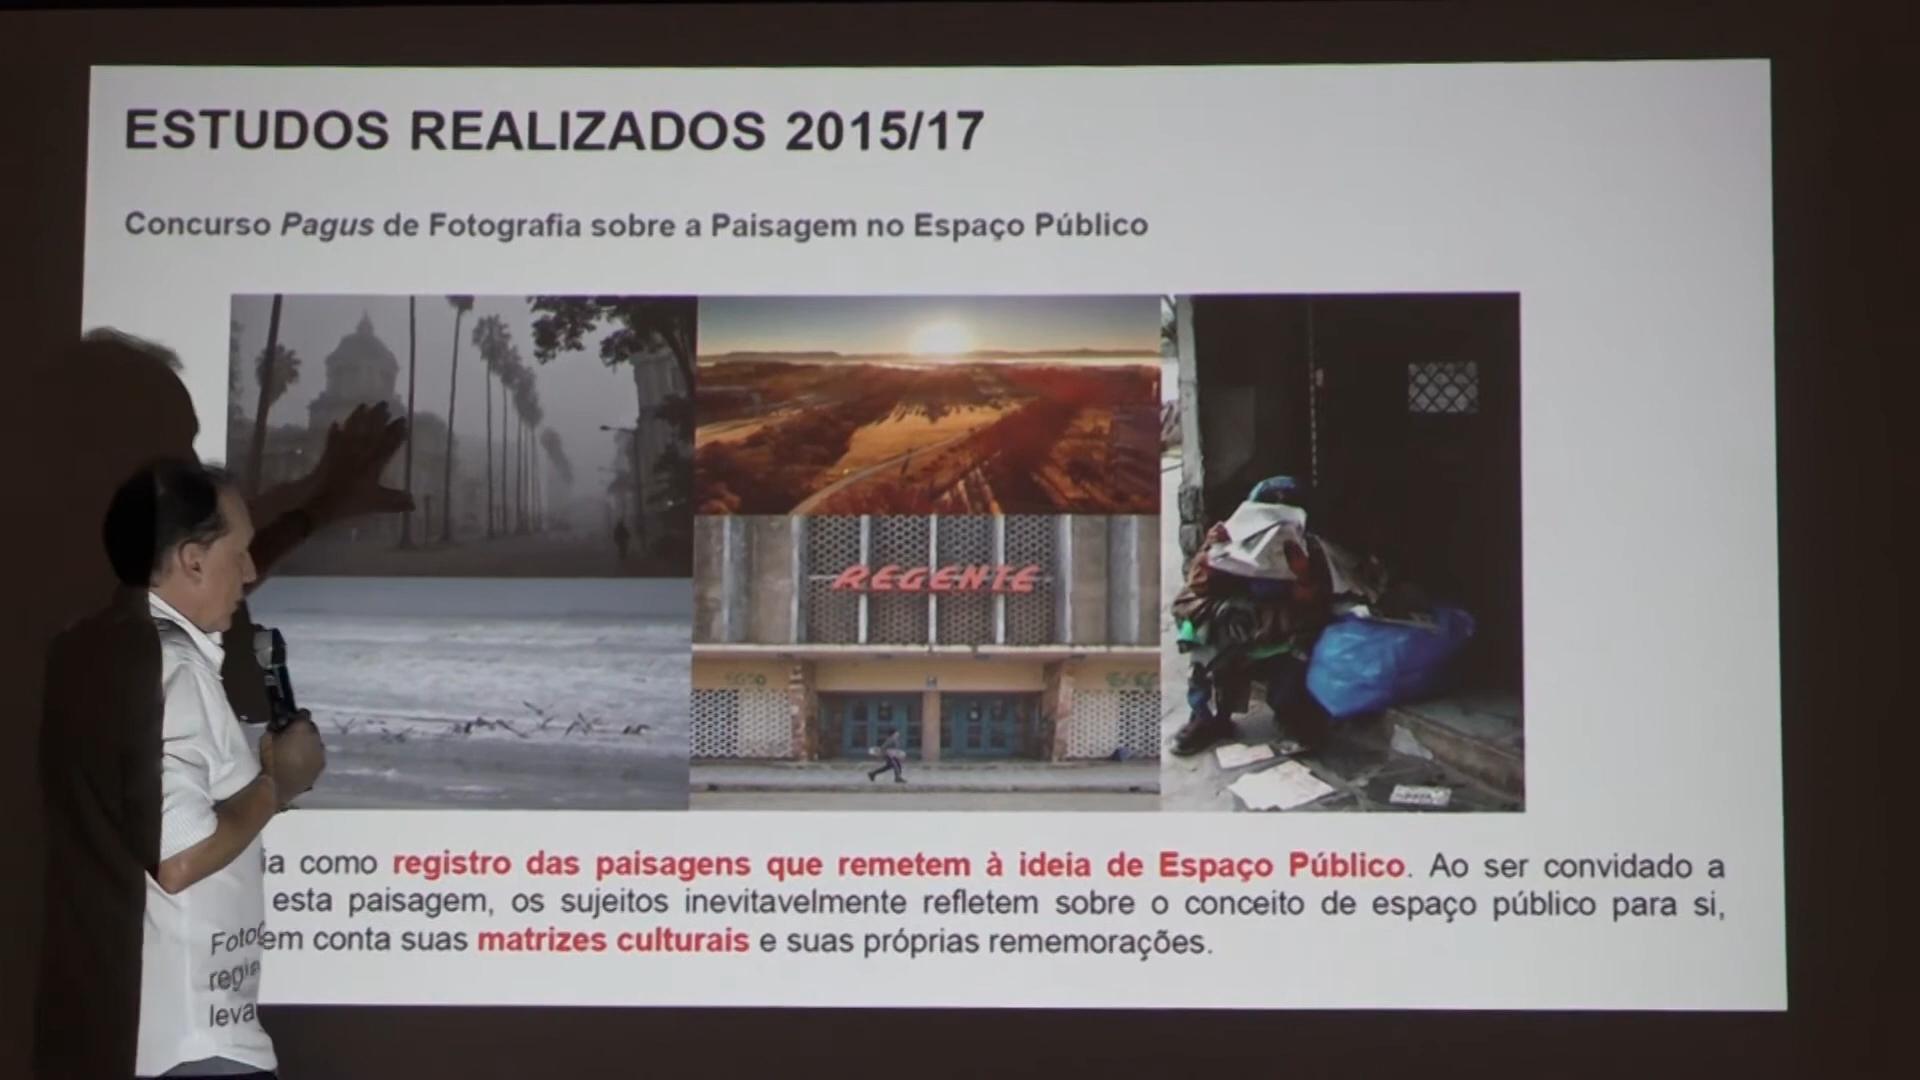 ESTUDOS REALIZADOS 2015/17
Concurso Pagus de Fotografia sobre a Paisagem no Espaço Público
REGENTE
como registro das paisagens que remetem à ideia de Espaço Público. Ao ser convidado a
esta paisagem, os sujeitos inevitavelmente refletem sobre o conceito de espaço público para si,
em conta suas matrizes culturais e suas próprias rememorações.